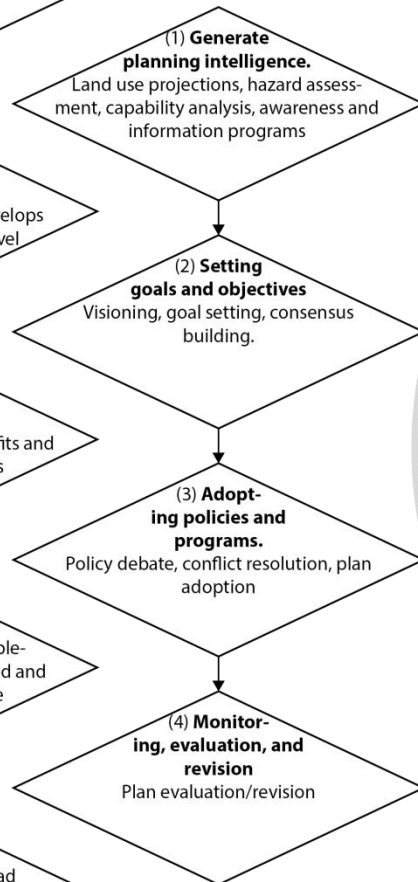 (1) Generate
planning intelligence.
Land use projections, hazard assess-
ment, capability analysis, awareness and
information programs
(2) Setting
goals and objectives
Visioning, goal setting, consensus
building.
(3) Adopt-
ing policies and
programs.
Policy debate, conflict resolution, plan
adoption
(4) Monitor-
ing, evaluation, and
revision
Plan evaluation/revision
elops
vel
fits and
s
ple-
d and
e
ad